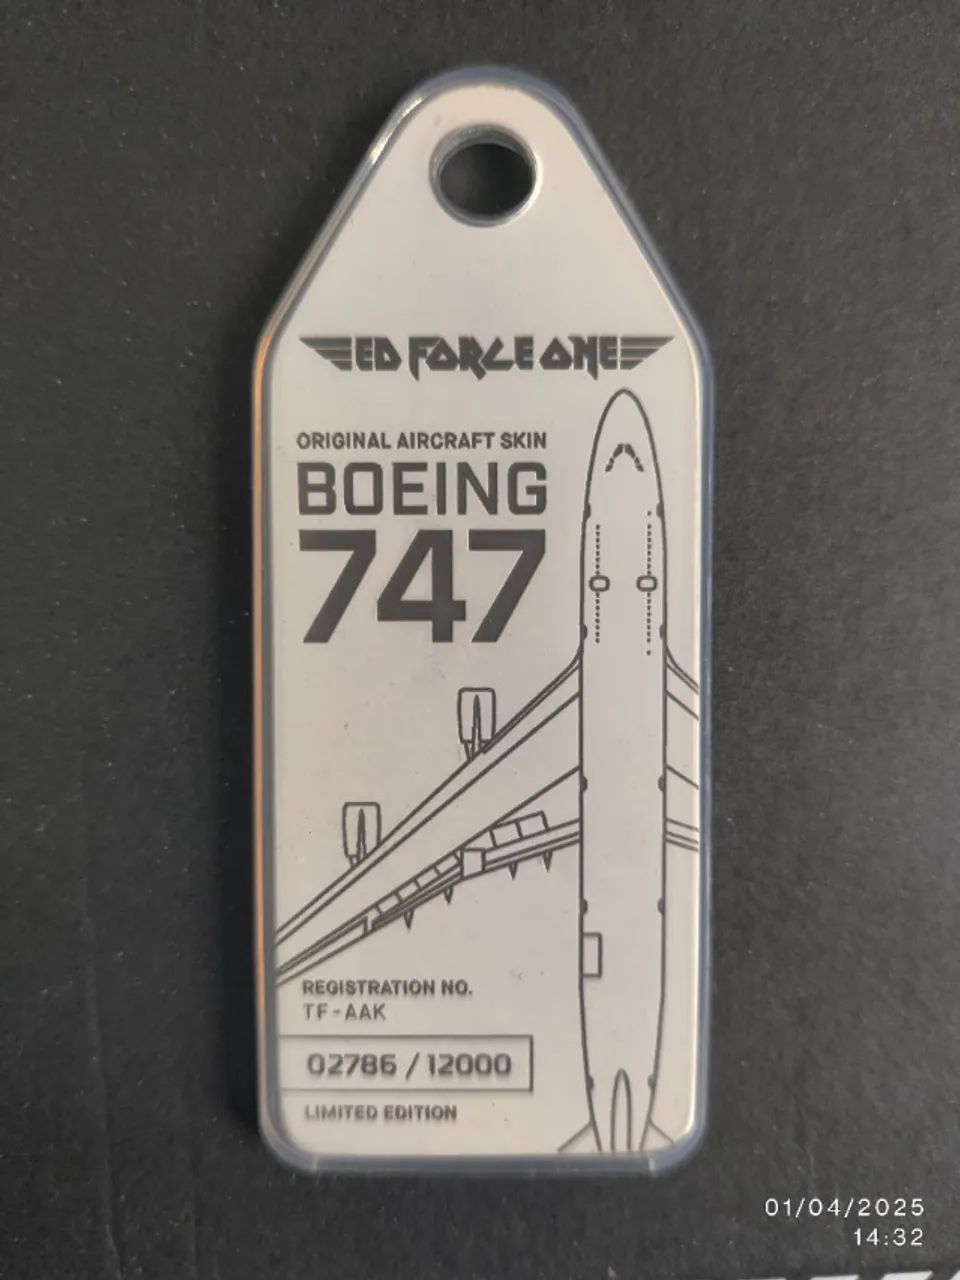 ED FORCE ONE
ORIGINAL AIRCRAFT SKIN
BOEING
747
REGISTRATION NO.
TF-AAK
02786 / 12000
LIMITED EDITION
01/04/2025
14:32